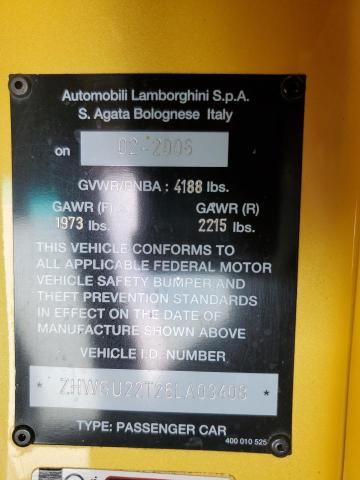 Automobili Lamborghini S.p.A.
S. Agata Bolognese Italy
on 02-2006
GVWR/PNBA : 4188 lbs.
GAWR (F) GAWR (R)
1973 lbs. 2215 lbs.
THIS VEHICLE CONFORMS TO
ALL APPLICABLE FEDERAL MOTOR
VEHICLE SAFETY BUMPER AND
THEFT PREVENTION STANDARDS
IN EFFECT ON THE DATE OF
MANUFACTURE SHOWN ABOVE
VEHICLE I.D. NUMBER
* ZHWGU22T26LA03403 *
TYPE: PASSENGER CAR
400 010 525